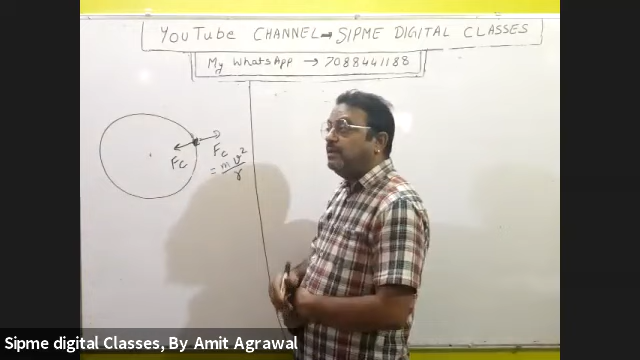 YouTube CHANNEL→SIPME DIGITAL CLASSES
My WhatsApp → 7088441188
Fc
Fc
= mv²/r
Sipme digital Classes, By Amit Agrawal